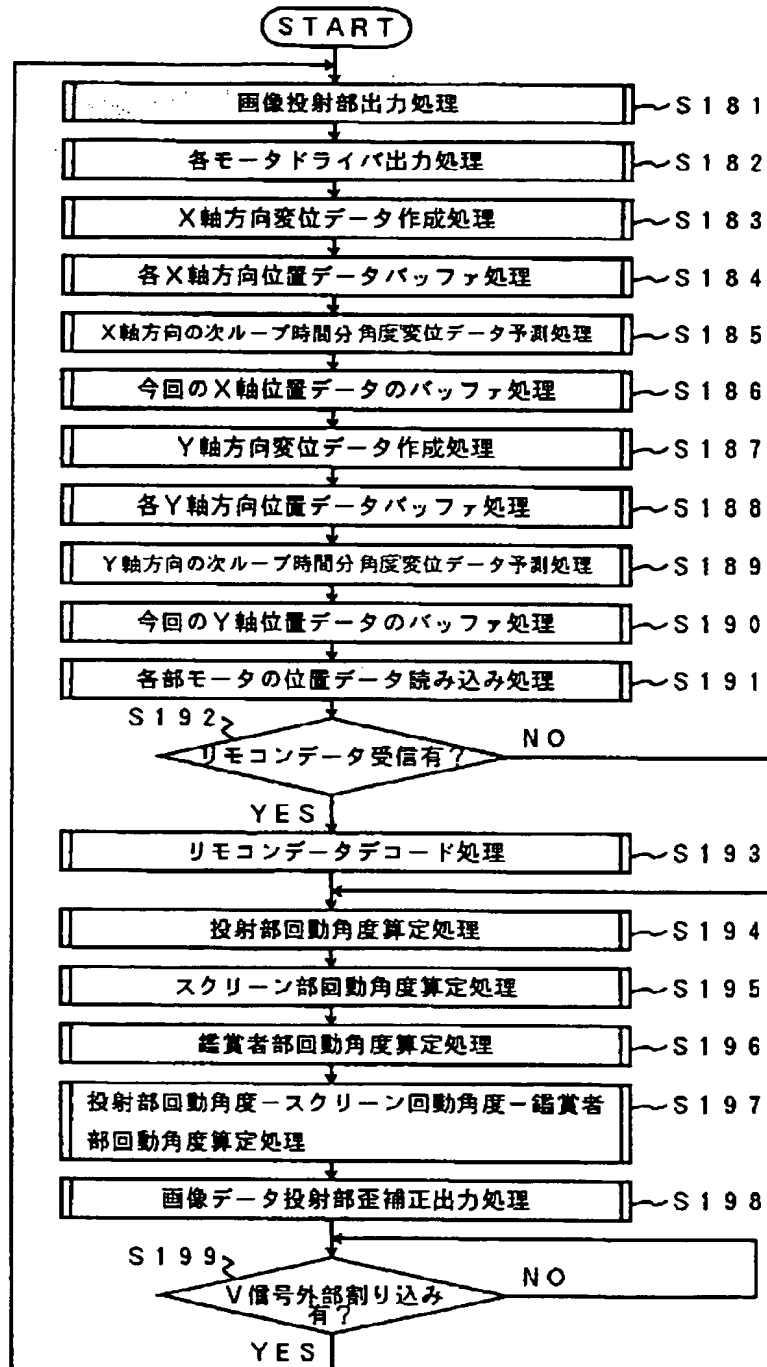 START
画像投射部出力処理 S181
各モータドライバ出力処理 S182
X軸方向変位データ作成処理 S183
各X軸方向位置データバッファ処理 S184
X軸方向の次ループ時間分角度変位データ予測処理 S185
今回のX軸位置データのバッファ処理 S186
Y軸方向変位データ作成処理 S187
各Y軸方向位置データバッファ処理 S188
Y軸方向の次ループ時間分角度変位データ予測処理 S189
今回のY軸位置データのバッファ処理 S190
各部モータの位置データ読み込み処理 S191
S192
リモコンデータ受信有? NO
YES
リモコンデータデコード処理 S193
投射部回動角度算定処理 S194
スクリーン部回動角度算定処理 S195
鑑賞者部回動角度算定処理 S196
投射部回動角度-スクリーン回動角度-鑑賞者 S197
部回動角度算定処理
画像データ投射部歪補正出力処理 S198
S199
V信号外部割り込み NO
有?
YES